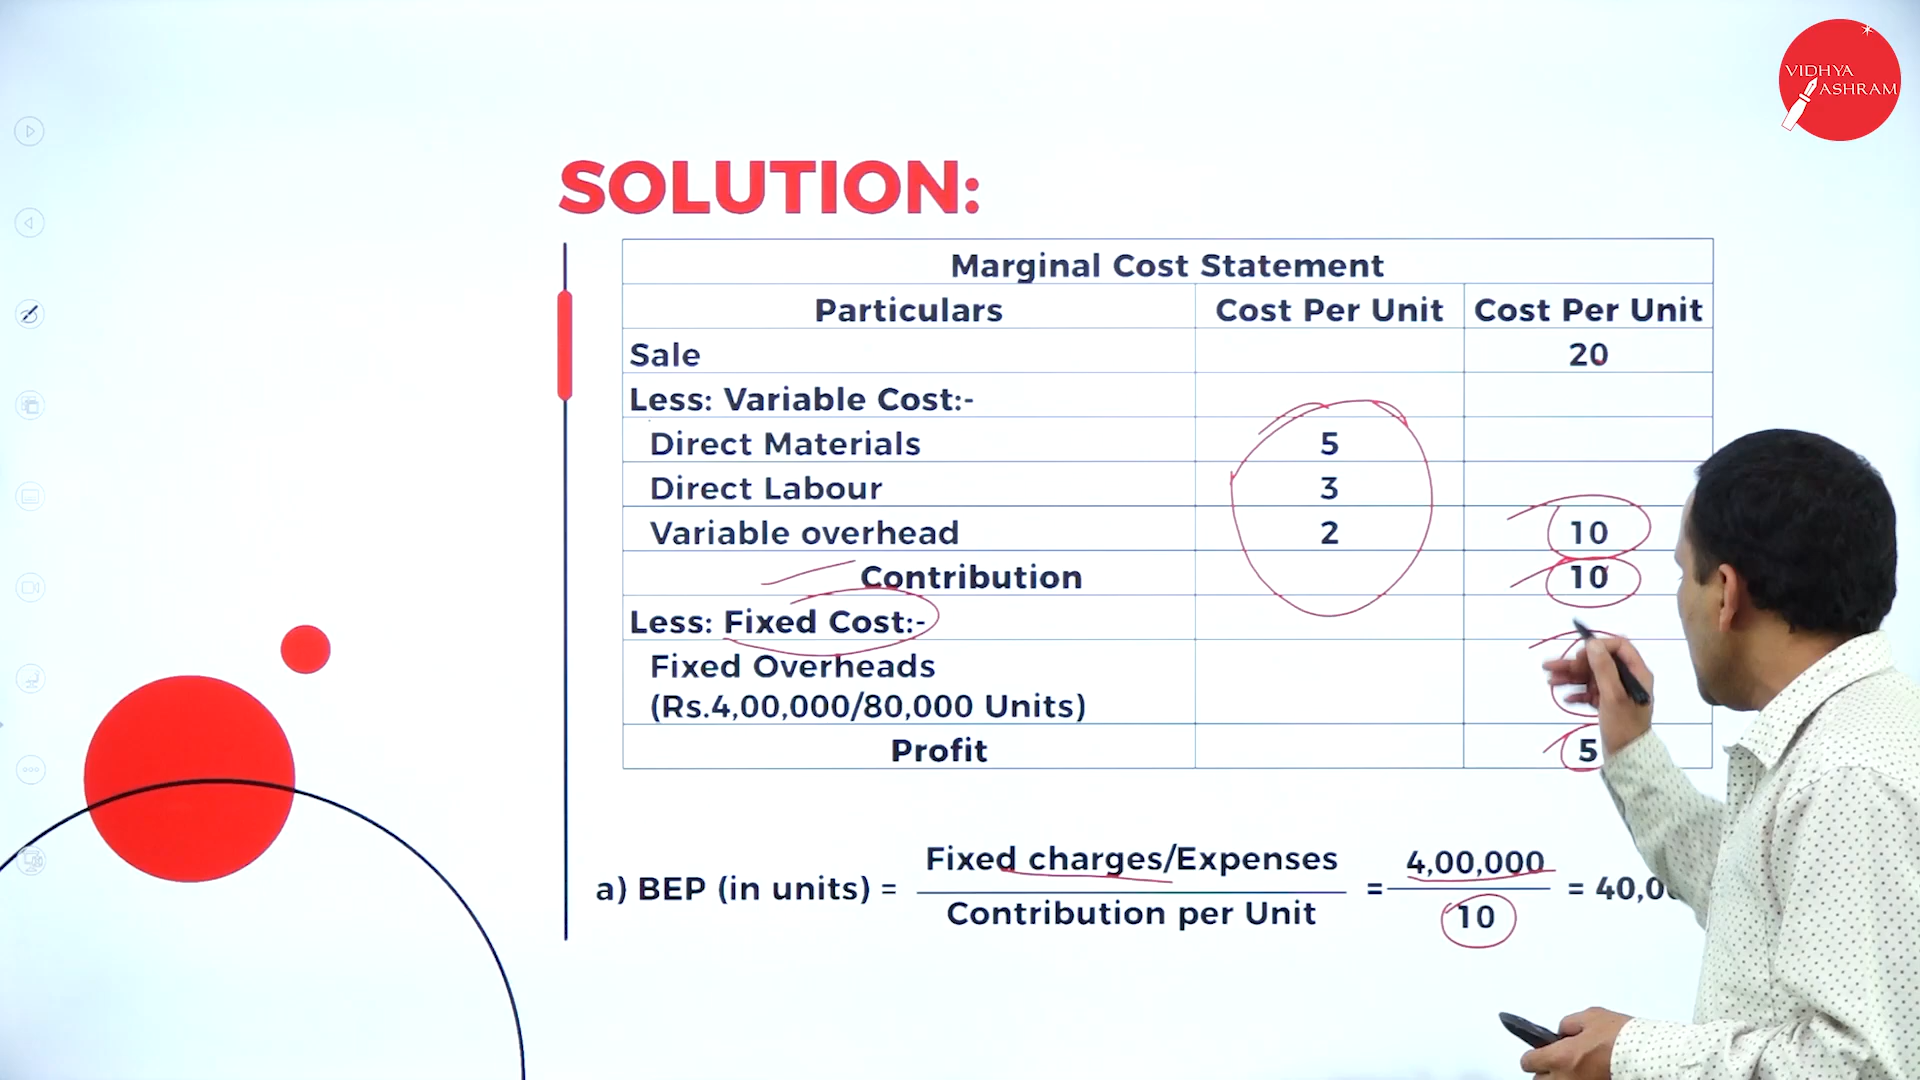 VIDHYA
ASHRAM
SOLUTION:
Marginal Cost Statement
Particulars Cost Per Unit Cost Per Unit
Sale 20
Less: Variable Cost:-
Direct Materials 5
Direct Labour 3
Variable overhead 2 10
Contribution 10
Less: Fixed Cost:-
Fixed Overheads
(Rs.4,00,000/80,000 Units)
Profit 5
a) BEP (in units) = Fixed charges/Expenses = 4,00,000 =
Contribution per Unit 10